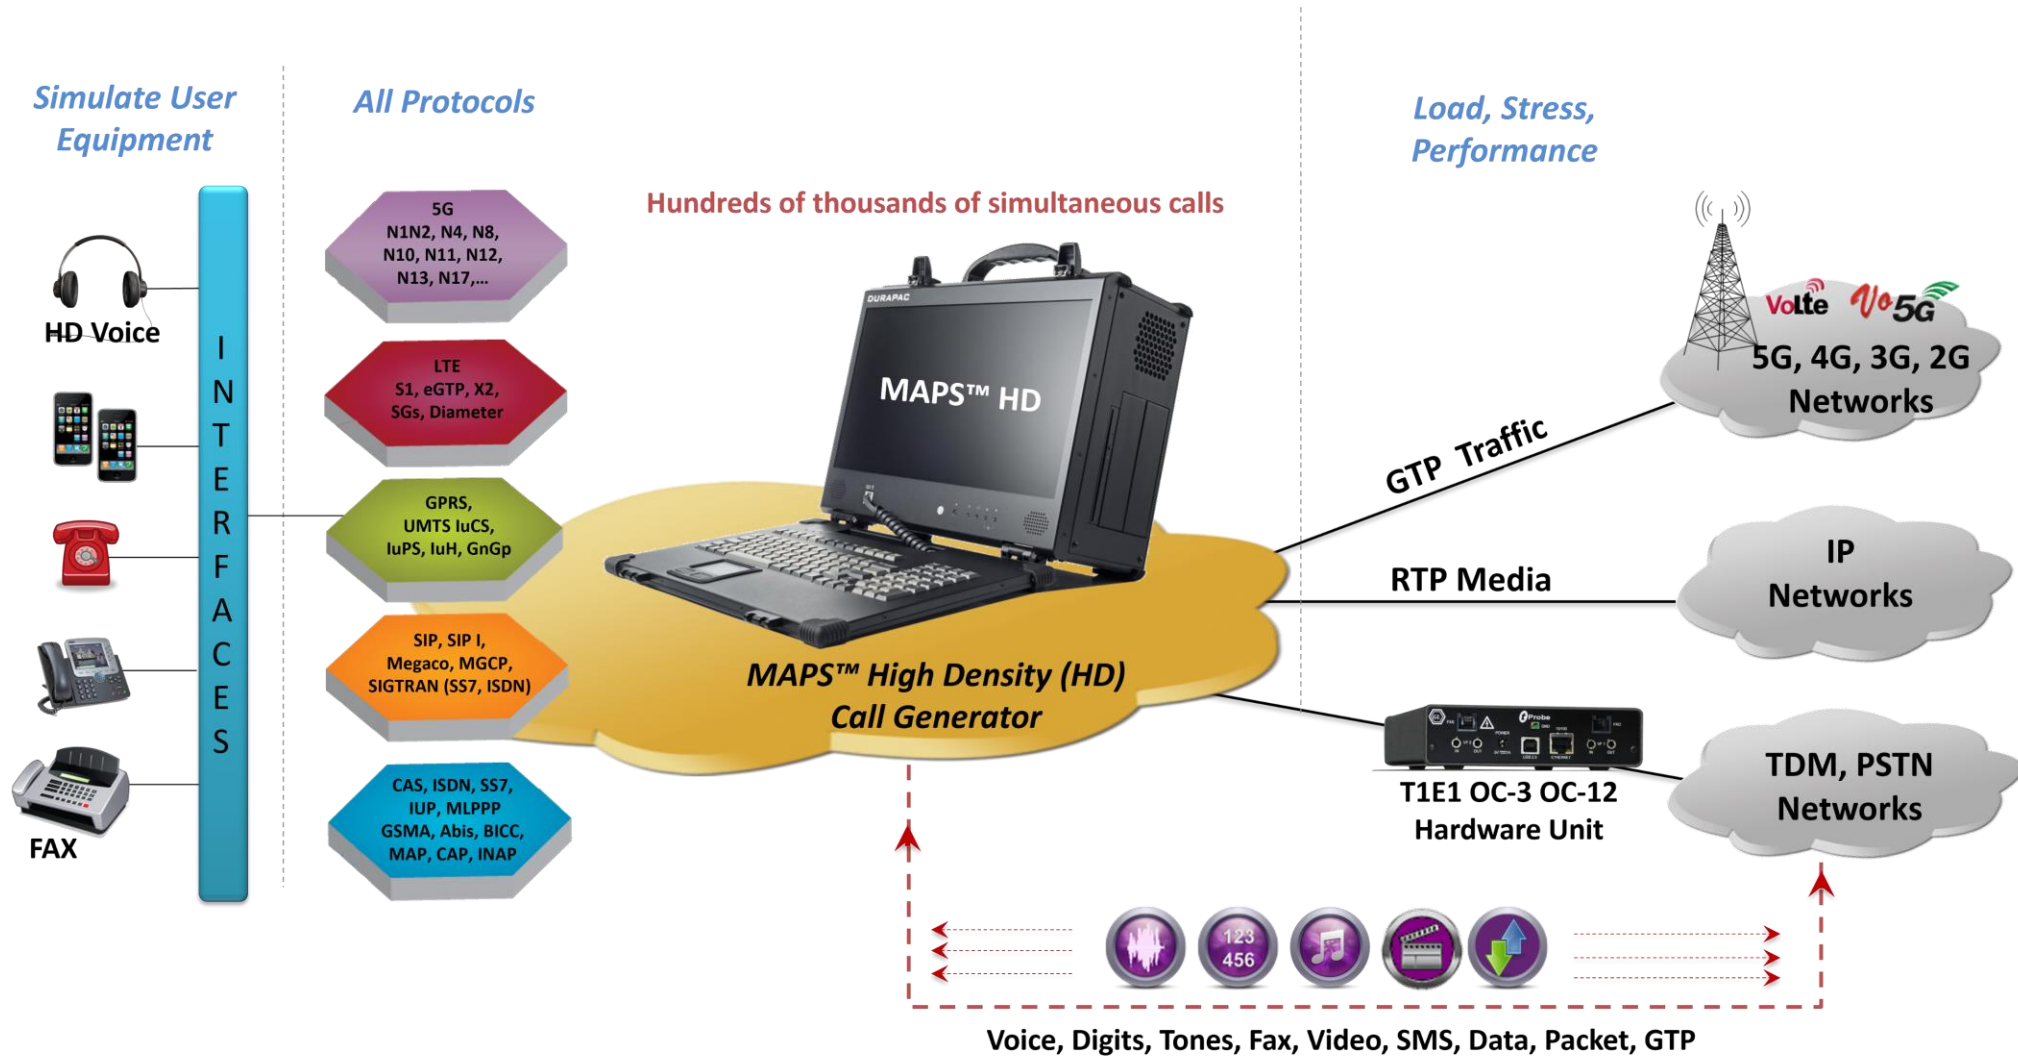 Simulate User
Equipment
All Protocols
Load, Stress,
Performance
Hundreds of thousands of simultaneous calls
HD Voice
FAX
INTERFACES
5G
N1N2, N4, N8,
N10, N11, N12,
N13, N17,...
LTE
S1, eGTP, X2,
SGs, Diameter
GPRS,
UMTS IuCS,
IuPS, IuH, GnGp
SIP, SIP I,
Megaco, MGCP,
SIGTRAN (SS7, ISDN)
CAS, ISDN, SS7,
IUP, MLPPP
GSMA, Abis, BICC,
MAP, CAP, INAP
DURAPAC
MAPS™ HD
MAPS™ High Density (HD)
Call Generator
GTP Traffic
RTP Media
VoLte
Vo5G
5G, 4G, 3G, 2G
Networks
IP
Networks
Probe
POWER
ETHERNET
T1E1 OC-3 OC-12
Hardware Unit
TDM, PSTN
Networks
123
456
Voice, Digits, Tones, Fax, Video, SMS, Data, Packet, GTP